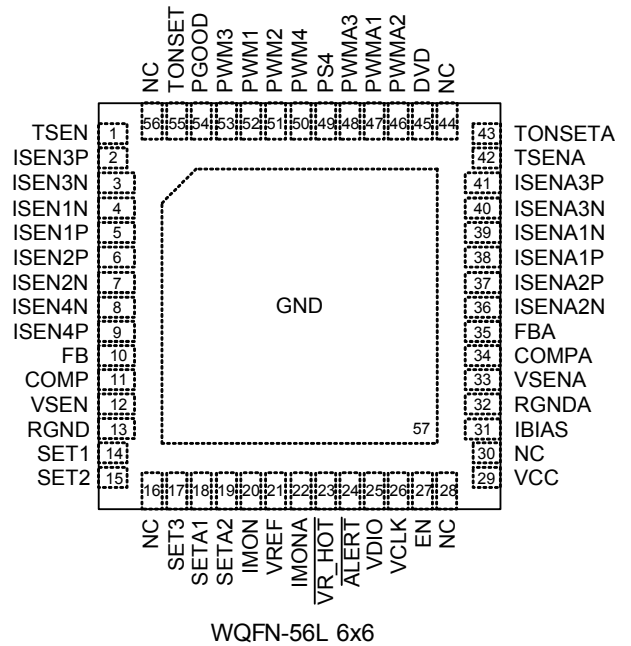 NC TONSET PGOOD PWM3 PWM1 PWM2 PWM4 PS4 PWMA3 PWMA1 PWMA2 DVD NC
56 55 54 53 52 51 50 49 48 47 46 45 44
TSEN 1
ISEN3P 2
ISEN3N 3
ISEN1N 4
ISEN1P 5
ISEN2P 6
ISEN2N 7
ISEN4N 8
ISEN4P 9
FB 10
COMP 11
VSEN 12
RGND 13
SET1 14
SET2 15
GND
57
43 TONSETA
42 TSENA
41 ISENA3P
40 ISENA3N
39 ISENA1N
38 ISENA1P
37 ISENA2P
36 ISENA2N
35 FBA
34 COMPA
33 VSENA
32 RGNDA
31 IBIAS
30 NC
29 VCC
16 17 18 19 20 21 22 23 24 25 26 27 28
NC SET3 SETA1 SETA2 IMON VREF IMONA VR_HOT ALERT VDIO VCLK EN NC
WQFN-56L 6x6